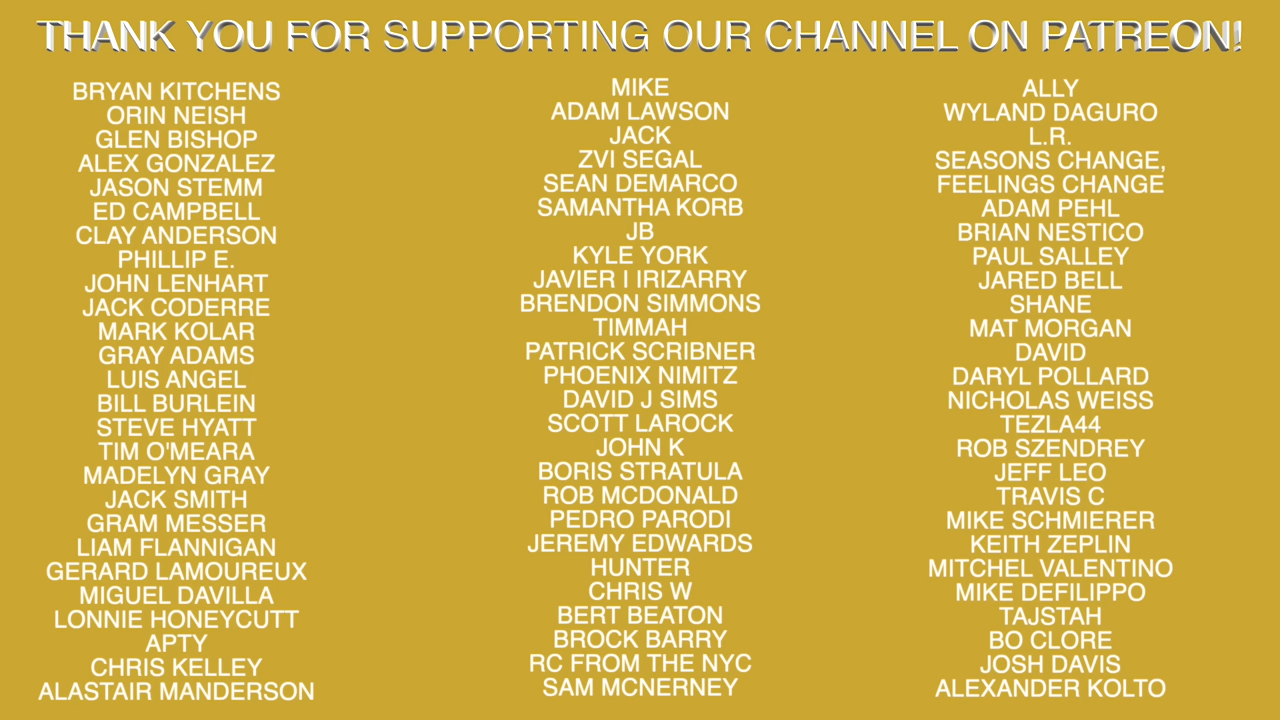 THANK YOU FOR SUPPORTING OUR CHANNEL ON PATREON!
BRYAN KITCHENS
ORIN NEISH
GLEN BISHOP
ALEX GONZALEZ
JASON STEMM
ED CAMPBELL
CLAY ANDERSON
PHILLIP E.
JOHN LENHART
JACK CODERRE
MARK KOLAR
GRAY ADAMS
LUIS ANGEL
BILL BURLEIN
STEVE HYATT
TIM O'MEARA
MADELYN GRAY
JACK SMITH
GRAM MESSER
LIAM FLANNIGAN
GERARD LAMOUREUX
MIGUEL DAVILLA
LONNIE HONEYCUTT
APTY
CHRIS KELLEY
ALASTAIR MANDERSON
MIKE
ADAM LAWSON
JACK
ZVI SEGAL
SEAN DEMARCO
SAMANTHA KORB
JB
KYLE YORK
JAVIER I IRIZARRY
BRENDON SIMMONS
TIMMAH
PATRICK SCRIBNER
PHOENIX NIMITZ
DAVID J SIMS
SCOTT LAROCK
JOHN K
BORIS STRATULA
ROB MCDONALD
PEDRO PARODI
JEREMY EDWARDS
HUNTER
CHRIS W
BERT BEATON
BROCK BARRY
RC FROM THE NYC
SAM MCNERNEY
ALLY
WYLAND DAGURO
L.R.
SEASONS CHANGE,
FEELINGS CHANGE
ADAM PEHL
BRIAN NESTICO
PAUL SALLEY
JARED BELL
SHANE
MAT MORGAN
DAVID
DARYL POLLARD
NICHOLAS WEISS
TEZLA44
ROB SZENDREY
JEFF LEO
TRAVIS C
MIKE SCHMIERER
KEITH ZEPLIN
MITCHEL VALENTINO
MIKE DEFILIPPO
TAJSTAH
BO CLORE
JOSH DAVIS
ALEXANDER KOLTO